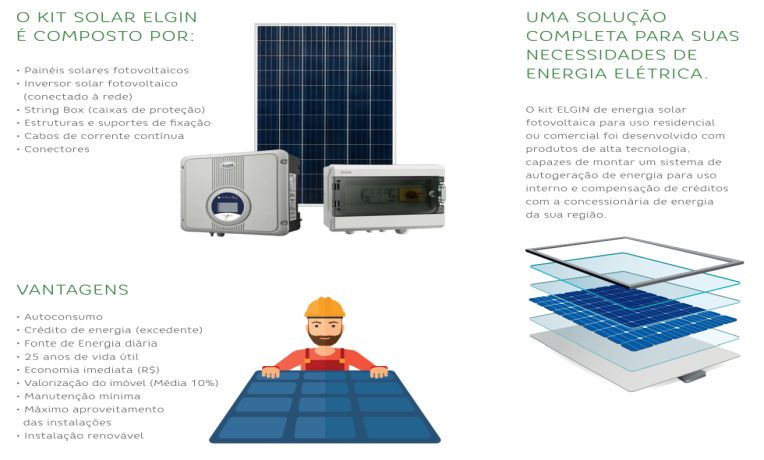 O KIT SOLAR ELGIN
É COMPOSTO POR:
• Painéis solares fotovoltaicos
• Inversor solar fotovoltaico
(conectado à rede)
• String Box (caixas de proteção)
• Estruturas e suportes de fixação
• Cabos de corrente contínua
• Conectores
VANTAGENS
• Autoconsumo
• Crédito de energia (excedente)
• Fonte de Energia diária
• 25 anos de vida útil
• Economia imediata (R$)
• Valorização do imóvel (Média 10%)
• Manutenção mínima
• Máximo aproveitamento
das instalações
• Instalação renovável
UMA SOLUÇÃO
COMPLETA PARA SUAS
NECESSIDADES DE
ENERGIA ELÉTRICA.
O kit ELGIN de energia solar
fotovoltaica para uso residencial
ou comercial foi desenvolvido com
produtos de alta tecnologia,
capazes de montar um sistema de
autogeração de energia para uso
interno e compensação de créditos
com a concessionária de energia
da sua região.